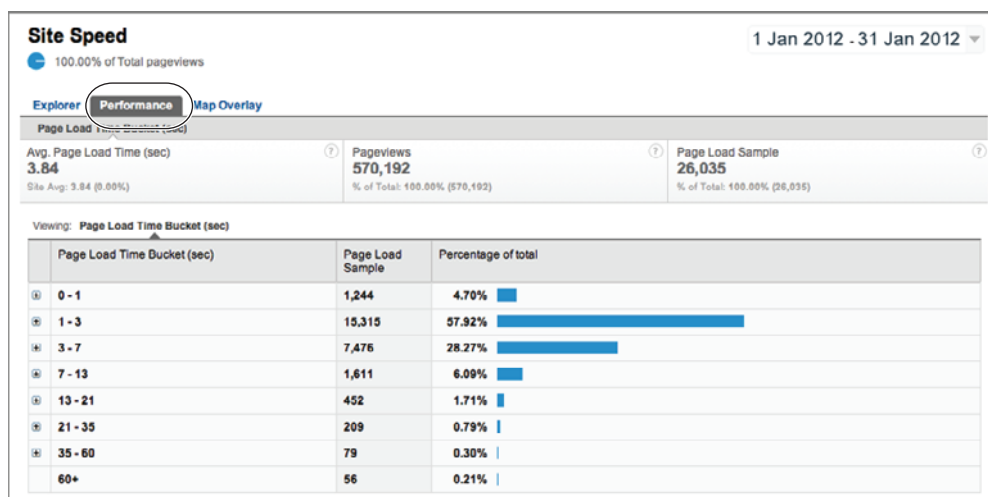 Site Speed
1 Jan 2012 - 31 Jan 2012
100.00% of Total pageviews
Explorer Performance Map Overlay
Page Load Time Bucket (sec)
Avg. Page Load Time (sec) Pageviews Page Load Sample
3.84 570,192 26,035
Site Avg: 3.84 (0.00%) % of Total: 100.00% (570,192) % of Total: 100.00% (26,035)
Viewing: Page Load Time Bucket (sec)
Page Load Time Bucket (sec) Page Load Percentage of total
Sample
0 - 1 1,244 4.70%
1 - 3 15,315 57.92%
3 - 7 7,476 28.27%
7 - 13 1,611 6.09%
13 - 21 452 1.71%
21 - 35 209 0.79%
35 - 60 79 0.30%
60+ 56 0.21%